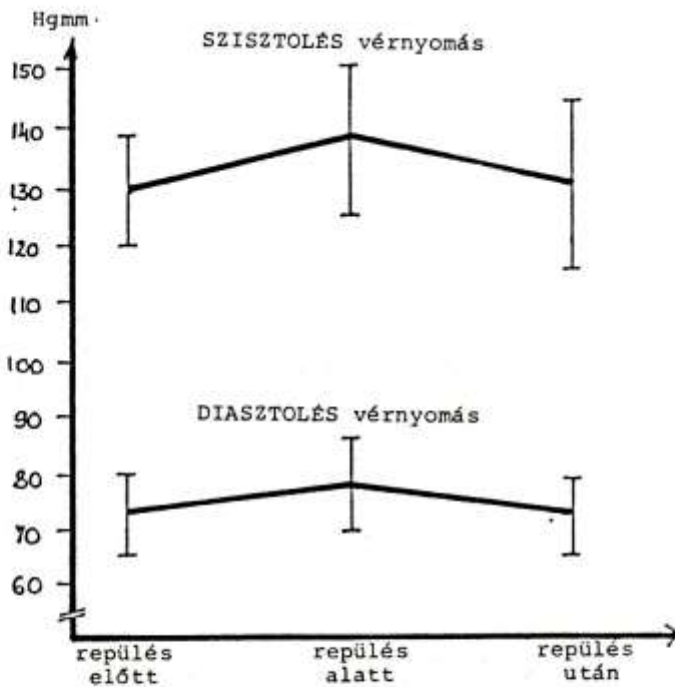 Hgmm.
SZISZTOLÉS vérnyomás
150
140
130
120
110
100
DIASZTOLÉS vérnyomás
90
80
70
60
repülés előtt
repülés alatt
repülés után